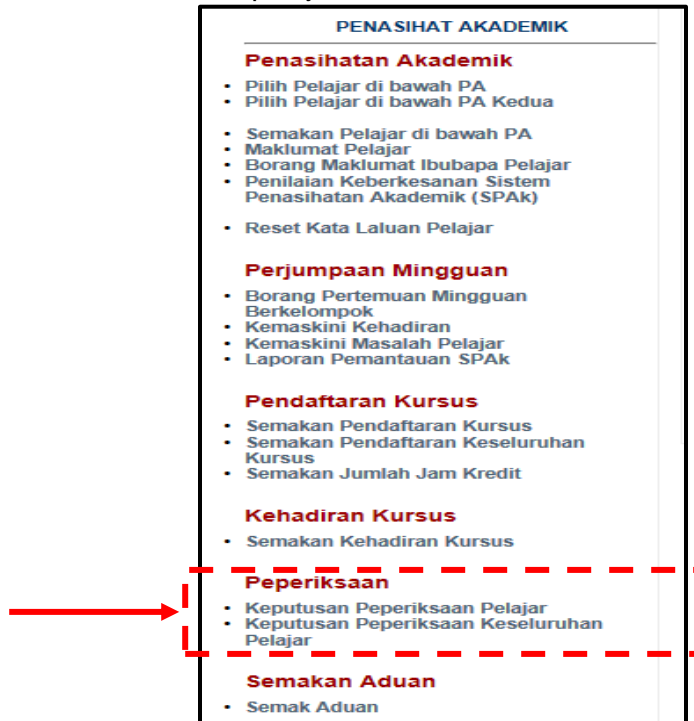 PENASIHAT AKADEMIK
Penasihatan Akademik
• Pilih Pelajar di bawah PA
• Pilih Pelajar di bawah PA Kedua
• Semakan Pelajar di bawah PA
• Maklumat Pelajar
• Borang Maklumat Ibubapa Pelajar
• Penilaian Keberkesanan Sistem
Penasihatan Akademik (SPAk)
• Reset Kata Laluan Pelajar
Perjumpaan Mingguan
• Borang Pertemuan Mingguan
Berkelompok
• Kemaskini Kehadiran
• Kemaskini Masalah Pelajar
• Laporan Pemantauan SPAk
Pendaftaran Kursus
• Semakan Pendaftaran Kursus
• Semakan Pendaftaran Keseluruhan
Kursus
• Semakan Jumlah Jam Kredit
Kehadiran Kursus
• Semakan Kehadiran Kursus
Peperiksaan
• Keputusan Peperiksaan Pelajar
• Keputusan Peperiksaan Keseluruhan
Pelajar
Semakan Aduan
• Semak Aduan